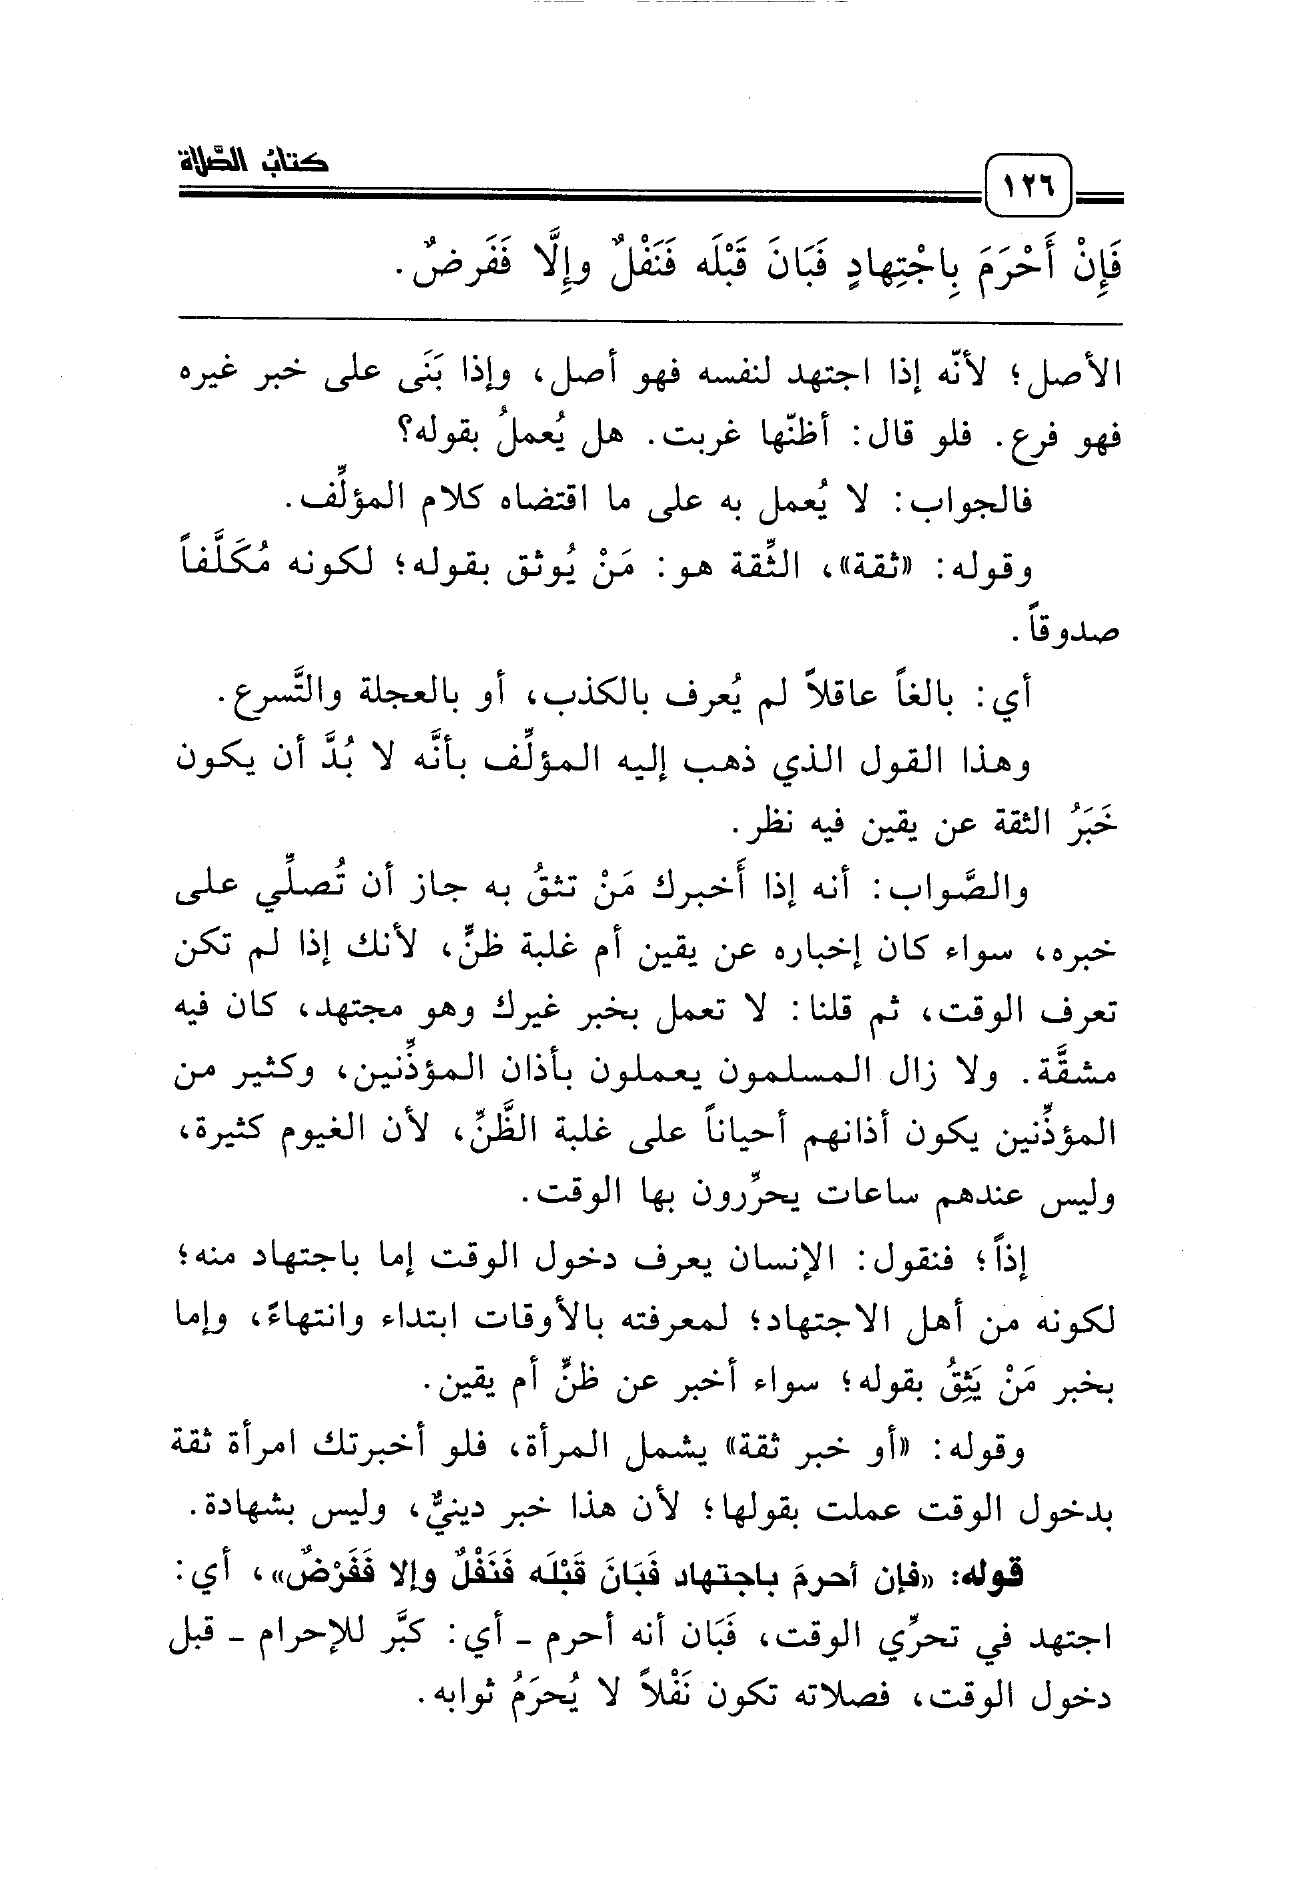 كتابُ الصَّلاة
١٢٦
فَإِنْ أَحْرَمَ بِاجْتِهادٍ فَبَانَ قَبْلَه فَنَفْلٌ وإِلَّا فَفَرضٌ.
الأصل؛ لأنّه إذا اجتهد لنفسه فهو أصل، وإذا بَنَى على خبر غيره
فهو فرع. فلو قال: أظنّها غربت. هل يُعملُ بقوله؟
فالجواب: لا يُعمل به على ما اقتضاه كلام المؤلِّف.
وقوله: «ثقة»، الثِّقة هو: مَنْ يُوثق بقوله؛ لكونه مُكَلَّفاً
صدوقاً.
أي: بالغاً عاقلاً لم يُعرف بالكذب، أو بالعجلة والتَّسرع.
وهذا القول الذي ذهب إليه المؤلِّف بأنَّه لا بُدَّ أن يكون
خَبَرُ الثقة عن يقين فيه نظر.
والصَّواب: أنه إذا أَخبرك مَنْ تثقُ به جاز أن تُصلِّي على
خبره، سواء كان إخباره عن يقين أم غلبة ظنٍّ، لأنك إذا لم تكن
تعرف الوقت، ثم قلنا: لا تعمل بخبر غيرك وهو مجتهد، كان فيه
مشقَّة. ولا زال المسلمون يعملون بأذان المؤذِّنين، وكثير من
المؤذِّنين يكون أذانهم أحياناً على غلبة الظَّنِّ، لأن الغيوم كثيرة،
وليس عندهم ساعات يحرِّرون بها الوقت.
إذاً؛ فنقول: الإنسان يعرف دخول الوقت إما باجتهاد منه؛
لكونه من أهل الاجتهاد؛ لمعرفته بالأوقات ابتداء وانتهاءً، وإما
بخبر مَنْ يَثِقُ بقوله؛ سواء أخبر عن ظنٍّ أم يقين.
وقوله: «أو خبر ثقة» يشمل المرأة، فلو أخبرتك امرأة ثقة
بدخول الوقت عملت بقولها؛ لأن هذا خبر دينيٌّ، وليس بشهادة.
قوله: «فإن أحرمَ باجتهاد فَبَانَ قَبْلَه فَنَفْلٌ وإلا فَفَرْضٌ»، أي:
اجتهد في تحرِّي الوقت، فَبَان أنه أحرم ـ أي: كبَّر للإحرام ـ قبل
دخول الوقت، فصلاته تكون نَفْلاً لا يُحرَمُ ثوابه.